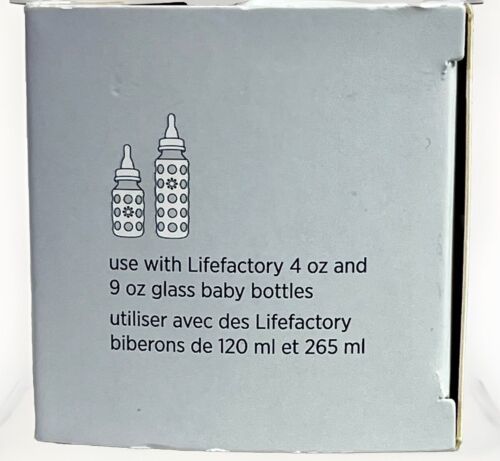 use with Lifefactory 4 oz and
9 oz glass baby bottles
utiliser avec des Lifefactory
biberons de 120 ml et 265 ml